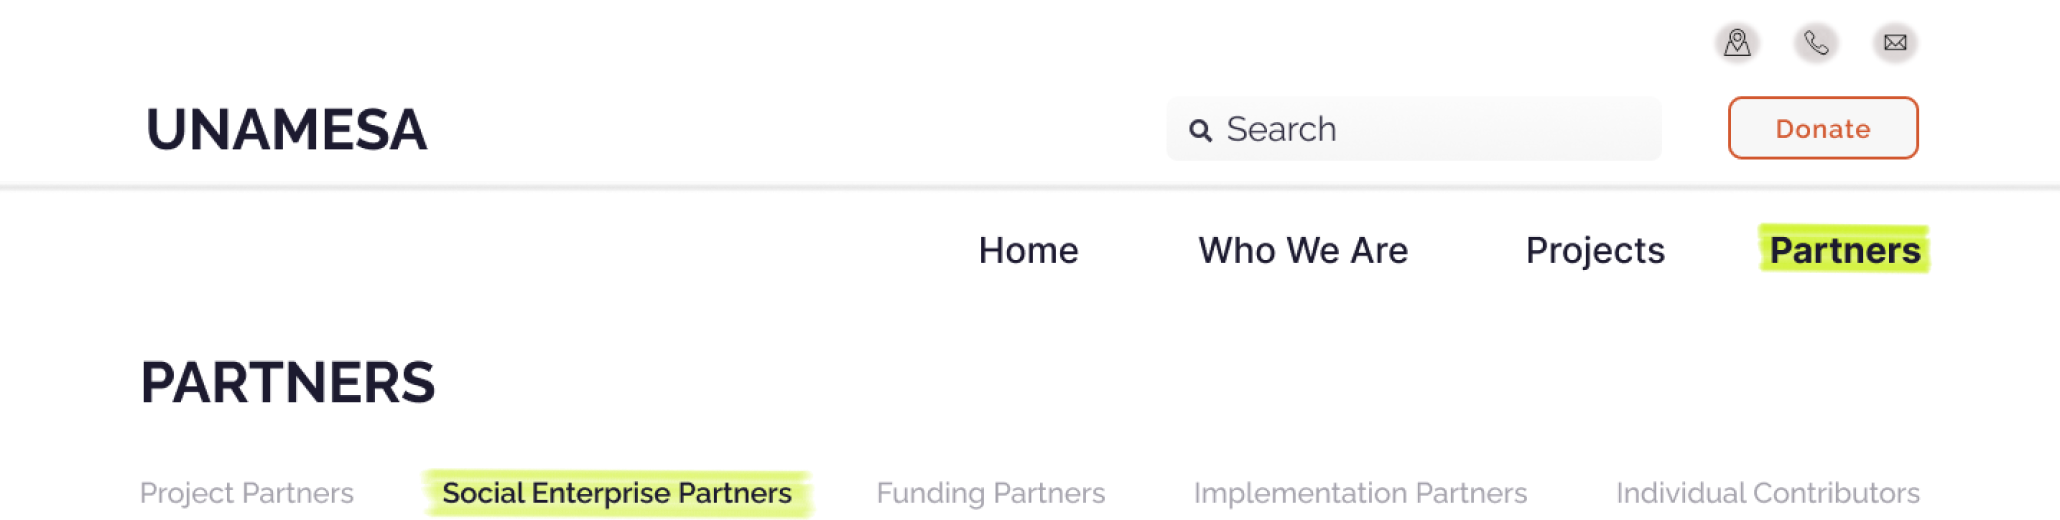 UNAMESA
Search
Donate
Home Who We Are Projects Partners
PARTNERS
Project Partners Social Enterprise Partners Funding Partners Implementation Partners Individual Contributors